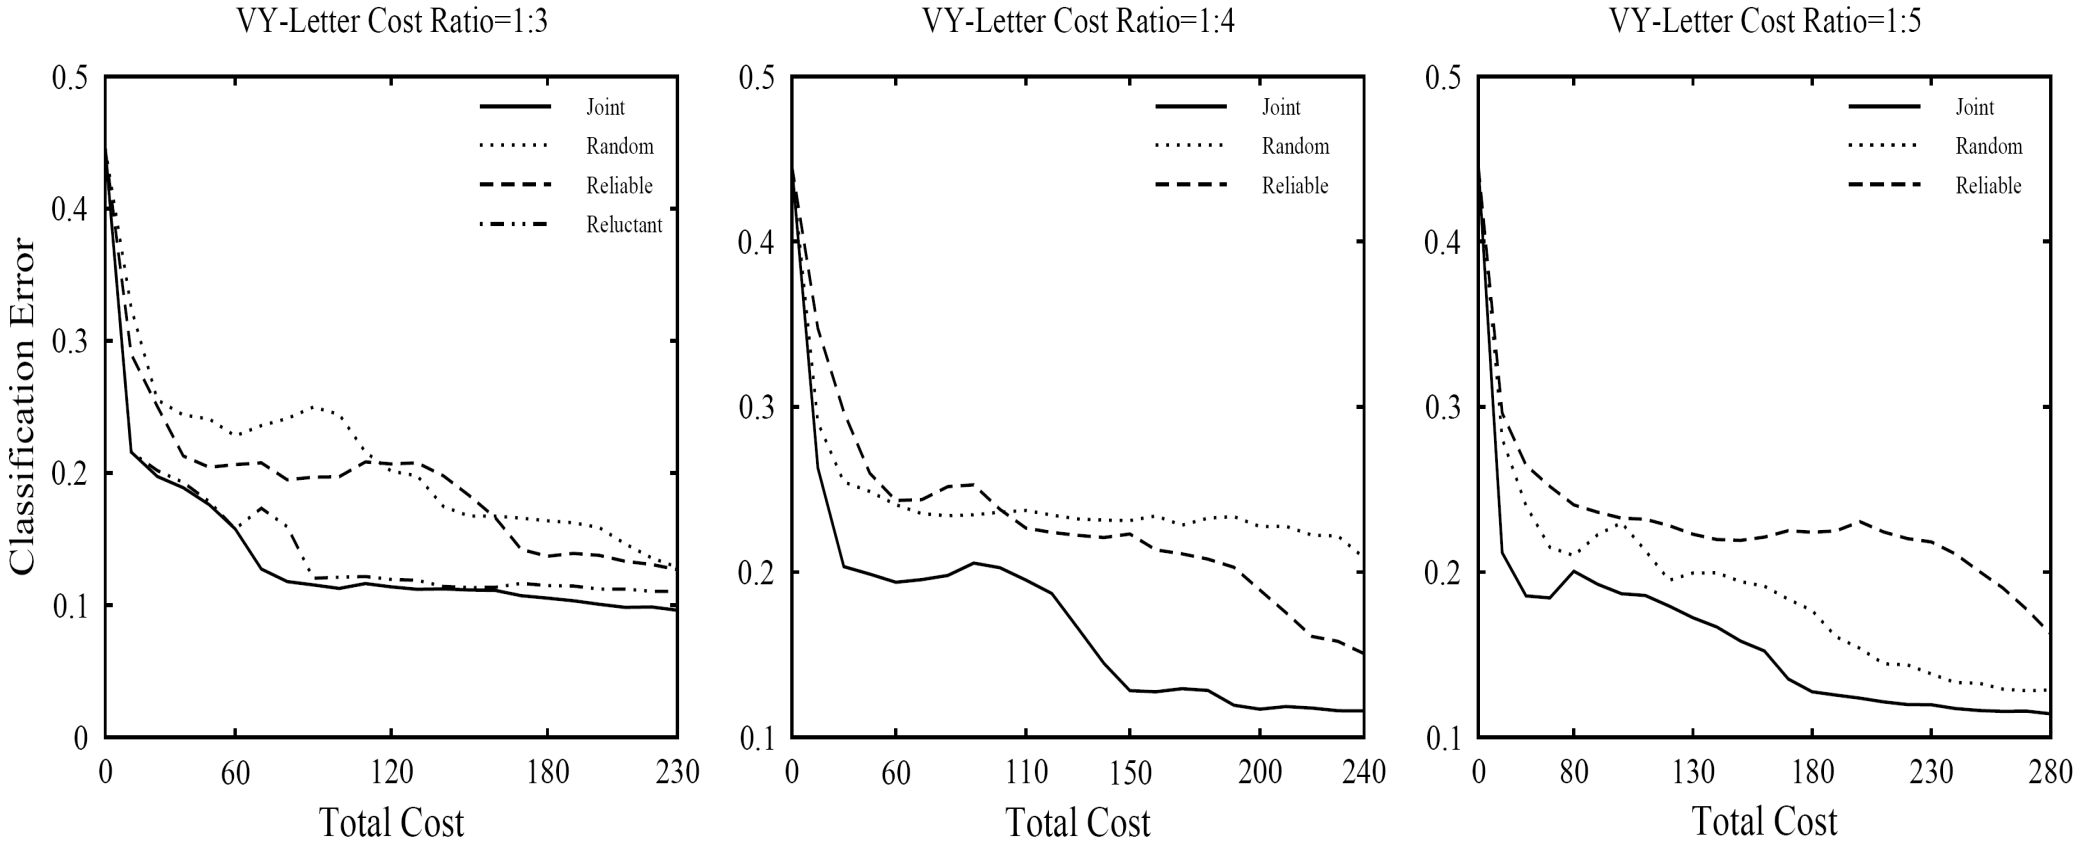 VY-Letter Cost Ratio=1:3
0.5
0.4
0.3
0.2
0.1
0
Classification Error
Joint
Random
Reliable
Reluctant
0 60 120 180 230
Total Cost
VY-Letter Cost Ratio=1:4
0.5
0.4
0.3
0.2
0.1
Joint
Random
Reliable
0 60 110 150 200 240
Total Cost
VY-Letter Cost Ratio=1:5
0.5
0.4
0.3
0.2
0.1
Joint
Random
Reliable
0 80 130 180 230 280
Total Cost